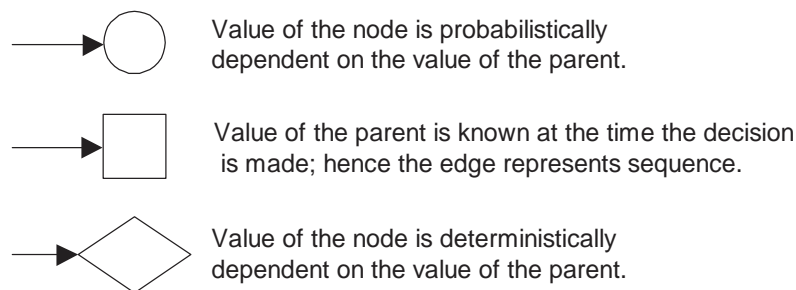 Value of the node is probabilistically
dependent on the value of the parent.
Value of the parent is known at the time the decision
is made; hence the edge represents sequence.
Value of the node is deterministically
dependent on the value of the parent.